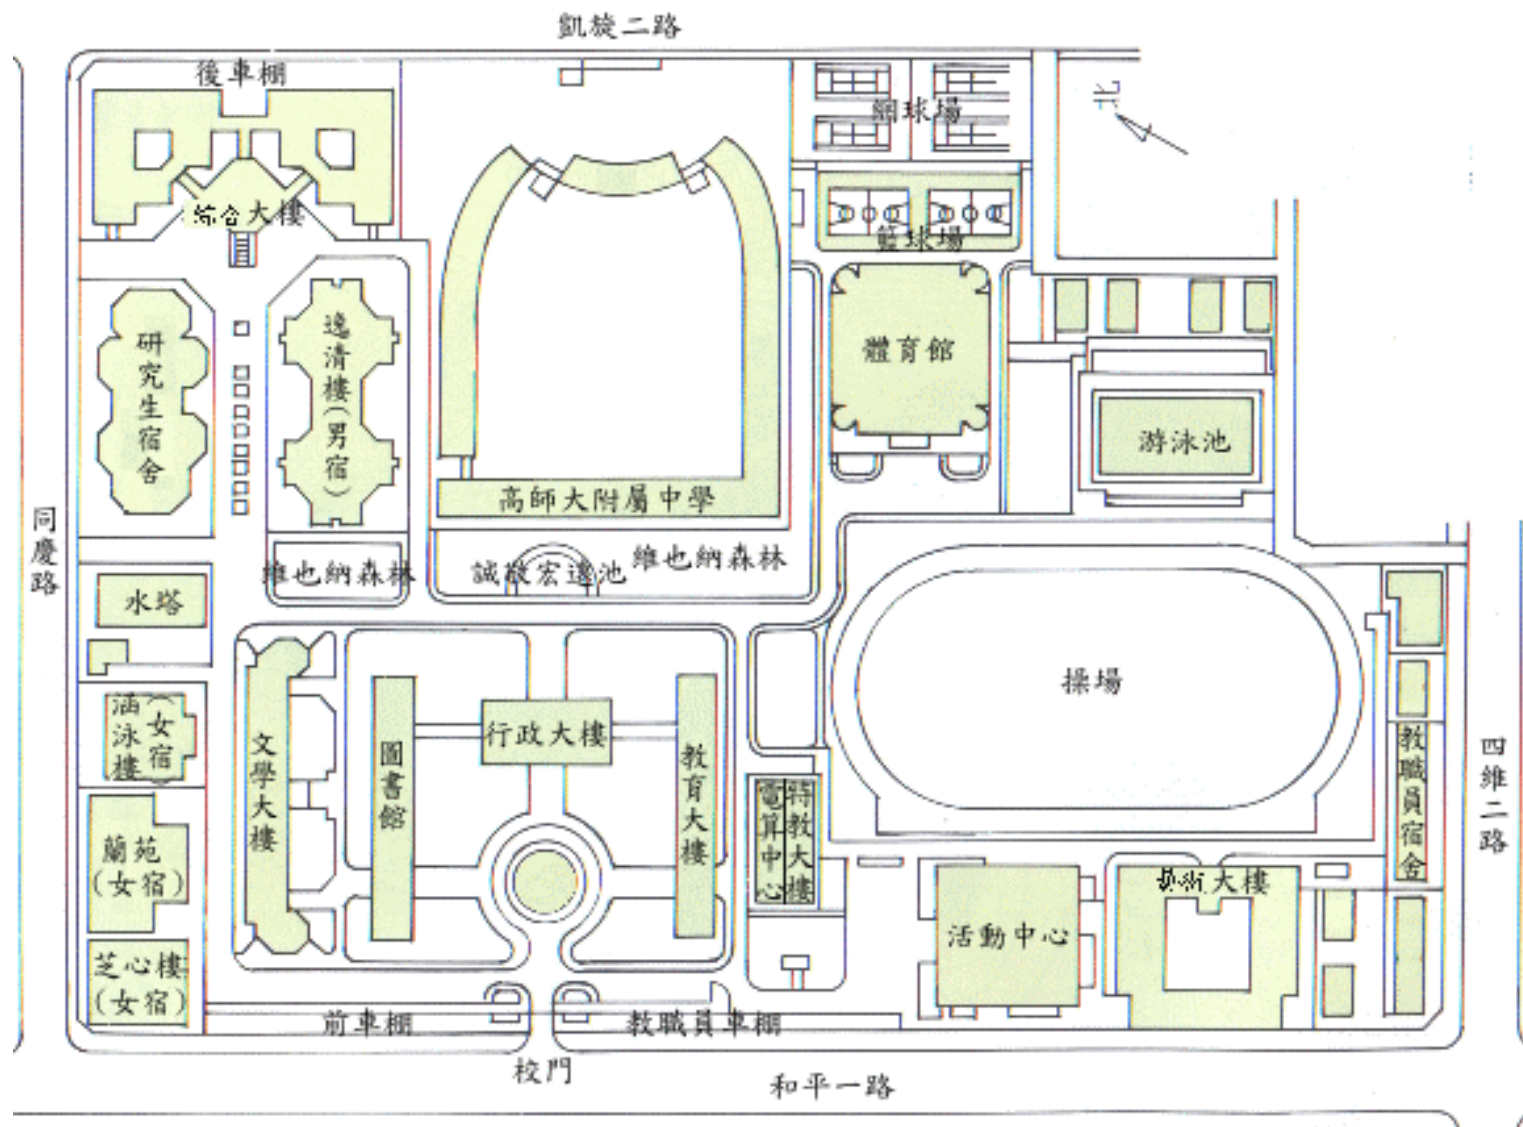 凱旋二路
後車棚
北
網球場
綜合大樓
籃球場
研究生宿舍
逸清樓(男宿)
體育館
游泳池
高師大附屬中學
同慶路
維也納森林
誠敬宏遠池
維也納森林
水塔
操場
涵泳樓(女宿)
文學大樓
圖書館
行政大樓
教育大樓
電算中心
特教大樓
教職員宿舍
四維二路
蘭苑
(女宿)
藝術大樓
活動中心
芝心樓
(女宿)
前車棚
教職員車棚
校門
和平一路